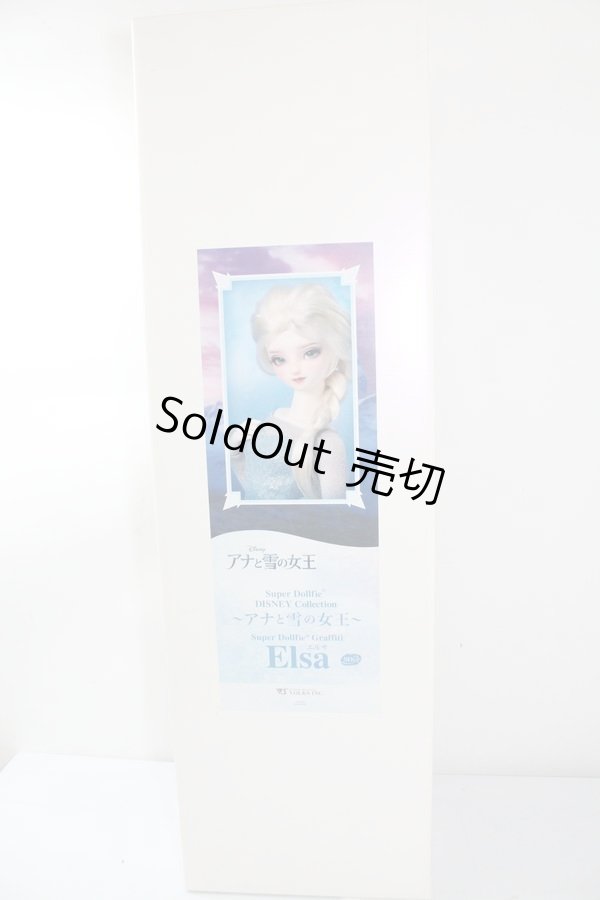 SoldOut 売切
Disney
アナと雪の女王
Super Dollfie®
DISNEY Collection
～アナと雪の女王～
Super Dollfie® Graffiti
エルサ
Elsa
VOLKS INC.